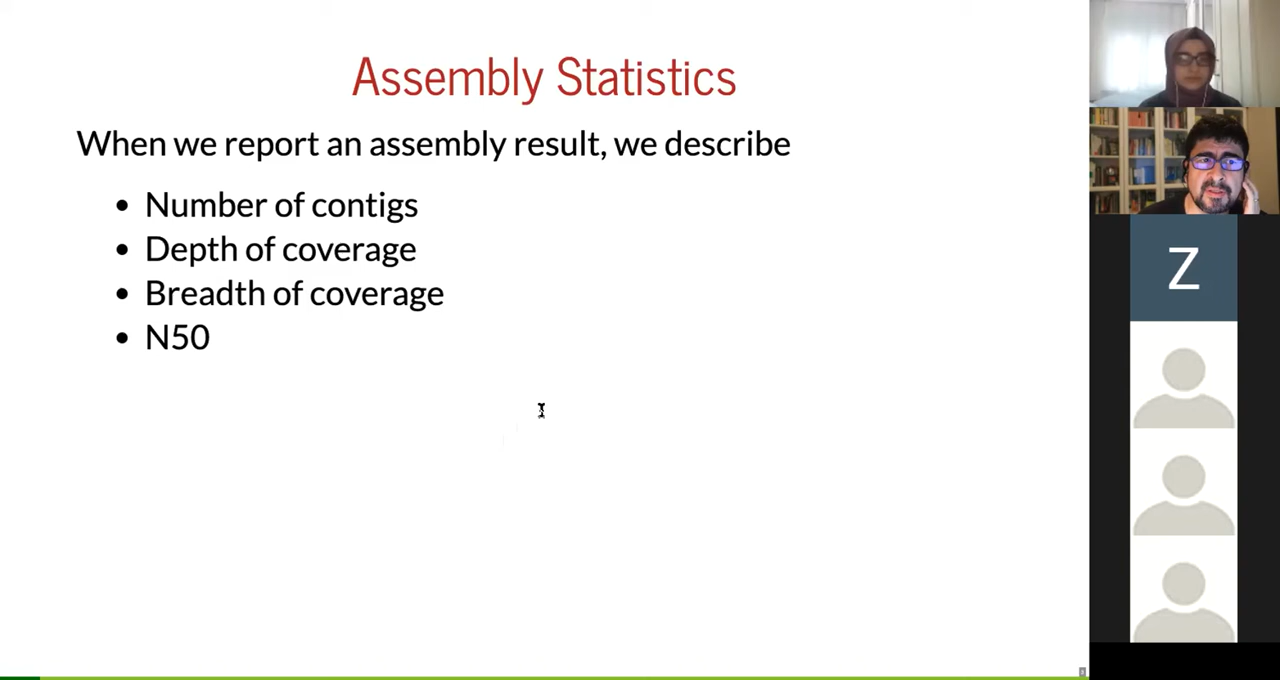 Assembly Statistics
When we report an assembly result, we describe
• Number of contigs
• Depth of coverage
• Breadth of coverage
• N50
Z